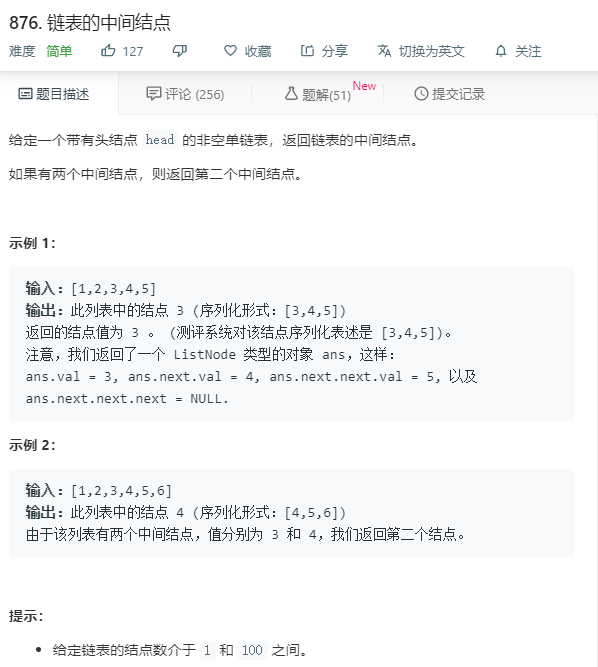 876. 链表的中间结点
难度 简单 127 收藏 分享 切换为英文 关注
题目描述 评论 (256) 题解(51) New 提交记录
给定一个带有头结点 head 的非空单链表，返回链表的中间结点。
如果有两个中间结点，则返回第二个中间结点。
示例 1：
输入：[1,2,3,4,5]
输出：此列表中的结点 3 (序列化形式：[3,4,5])
返回的结点值为 3 。 (测评系统对该结点序列化表述是 [3,4,5])。
注意，我们返回了一个 ListNode 类型的对象 ans，这样：
ans.val = 3, ans.next.val = 4, ans.next.next.val = 5, 以及
ans.next.next.next = NULL.
示例 2：
输入：[1,2,3,4,5,6]
输出：此列表中的结点 4 (序列化形式：[4,5,6])
由于该列表有两个中间结点，值分别为 3 和 4，我们返回第二个结点。
提示：
• 给定链表的结点数介于 1 和 100 之间。